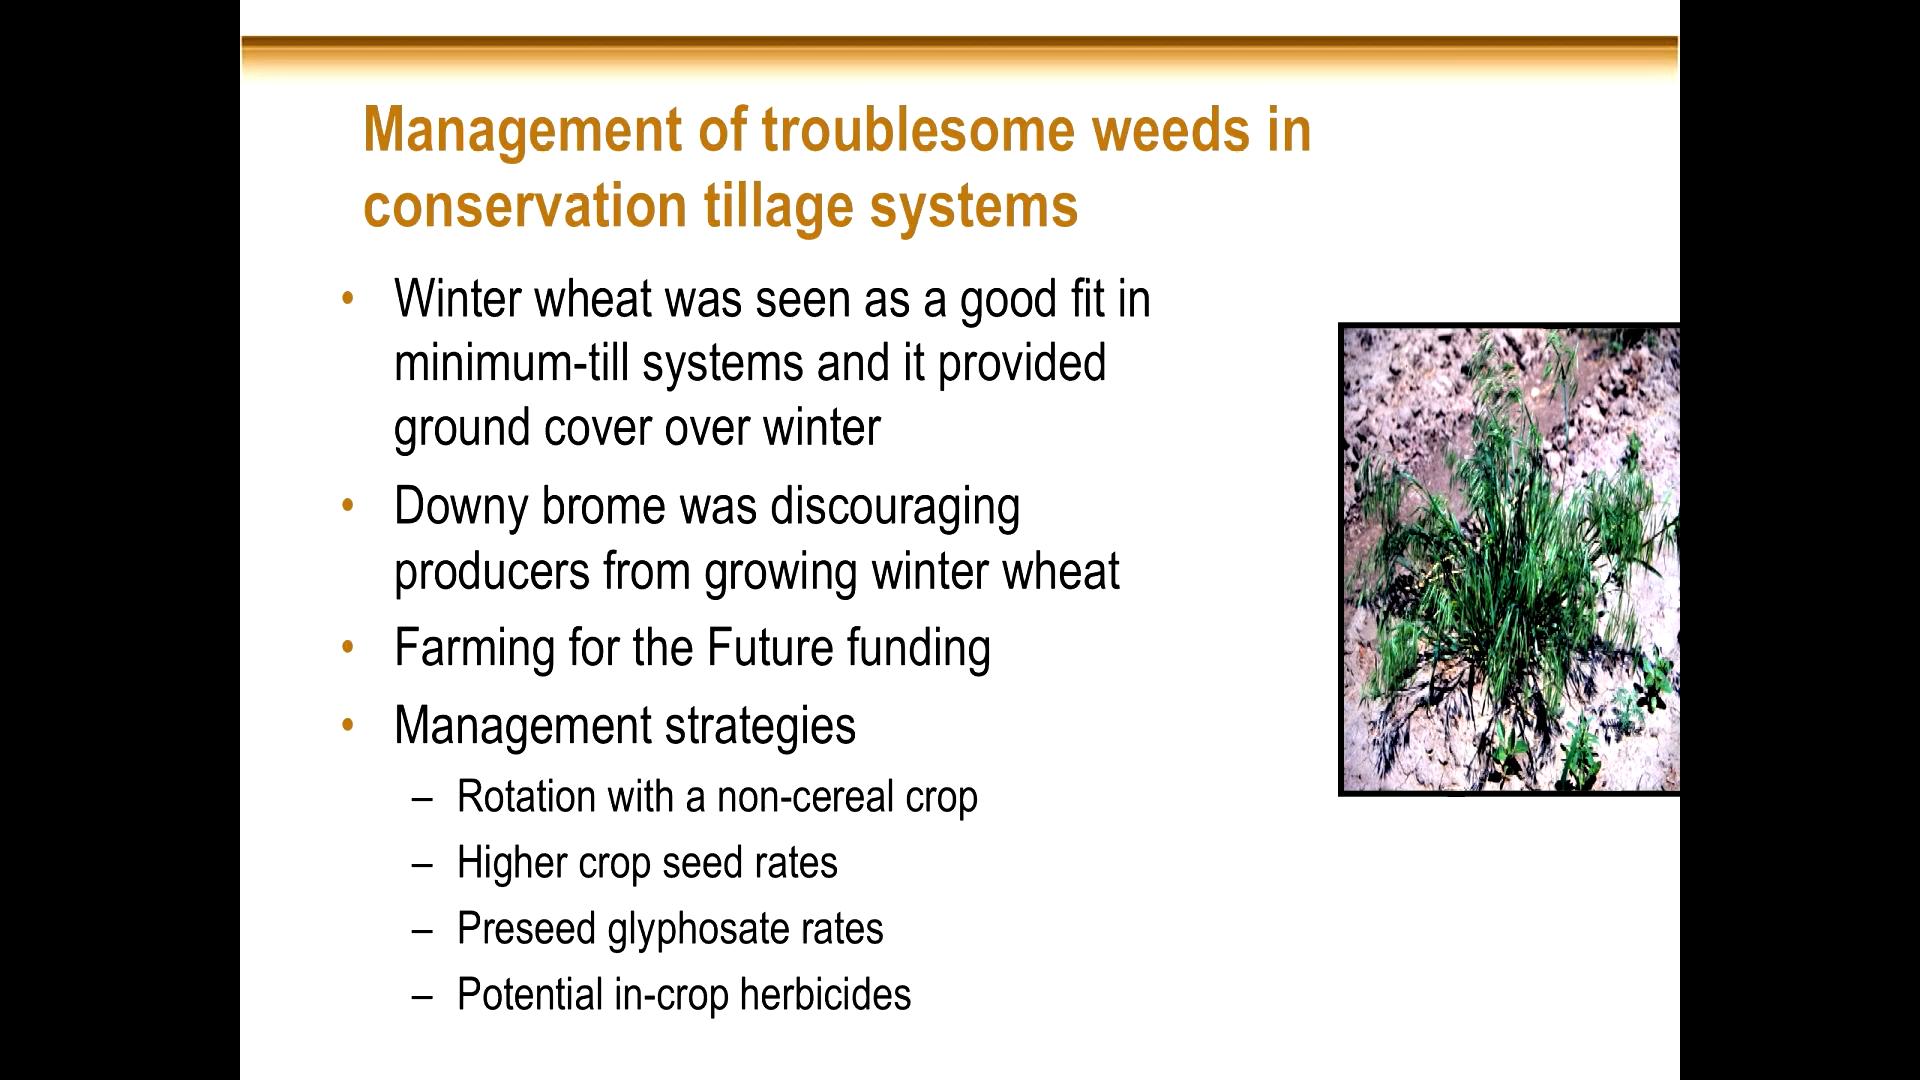 Management of troublesome weeds in
conservation tillage systems
• Winter wheat was seen as a good fit in
minimum-till systems and it provided
ground cover over winter
• Downy brome was discouraging
producers from growing winter wheat
• Farming for the Future funding
• Management strategies
– Rotation with a non-cereal crop
– Higher crop seed rates
– Preseed glyphosate rates
– Potential in-crop herbicides